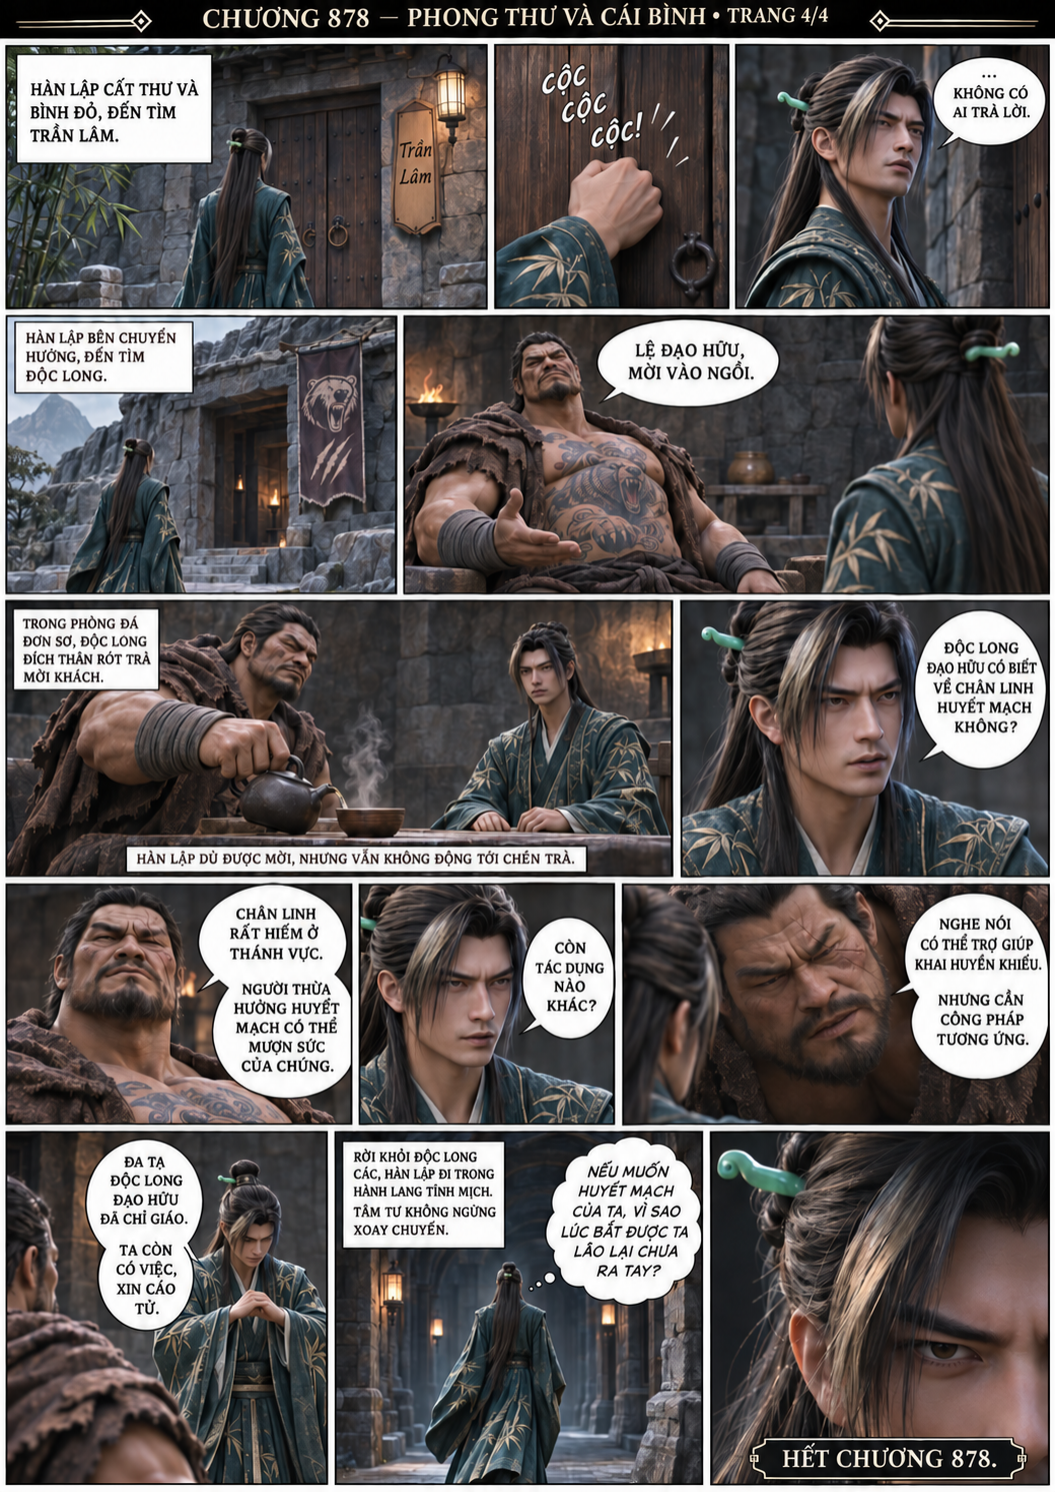 CHƯƠNG 878 — PHONG THƯ VÀ CÁI BÌNH • TRANG 4/4
HÀN LẬP CẤT THƯ VÀ
BÌNH ĐỎ, ĐẾN TÌM
TRẦN LÂM.
Trần
Lâm
CỘC
CỘC
CỘC!
...
KHÔNG CÓ
AI TRẢ LỜI.
HÀN LẬP BÈN CHUYỂN
HƯỚNG, ĐẾN TÌM
ĐỘC LONG.
LỆ ĐẠO HỮU,
MỜI VÀO NGỒI.
TRONG PHÒNG ĐÁ
ĐƠN SƠ, ĐỘC LONG
ĐÍCH THÂN RÓT TRÀ
MỜI KHÁCH.
HÀN LẬP DÙ ĐƯỢC MỜI, NHƯNG VẪN KHÔNG ĐỘNG TỚI CHÉN TRÀ.
ĐỘC LONG
ĐẠO HỮU CÓ BIẾT
VỀ CHÂN LINH
HUYẾT MẠCH
KHÔNG?
CHÂN LINH
RẤT HIẾM Ở
THÁNH VỰC.
NGƯỜI THỪA
HƯỞNG HUYẾT
MẠCH CÓ THỂ
MƯỢN SỨC
CỦA CHÚNG.
CÒN
TÁC DỤNG
NÀO
KHÁC?
NGHE NÓI
CÓ THỂ TRỢ GIÚP
KHAI HUYỀN KHIẾU.
NHƯNG CẦN
CÔNG PHÁP
TƯƠNG ỨNG.
ĐA TẠ
ĐỘC LONG
ĐẠO HỮU
ĐÃ CHỈ GIÁO.
TA CÒN
CÓ VIỆC,
XIN CÁO
TỪ.
RỜI KHỎI ĐỘC LONG
CÁC, HÀN LẬP ĐI TRONG
HÀNH LANG TĨNH MỊCH.
TÂM TƯ KHÔNG NGỪNG
XOAY CHUYỂN.
NẾU MUỐN
HUYẾT MẠCH
CỦA TA, VÌ SAO
LÚC BẮT ĐƯỢC TA
LÃO LẠI CHƯA
RA TAY?
HẾT CHƯƠNG 878.